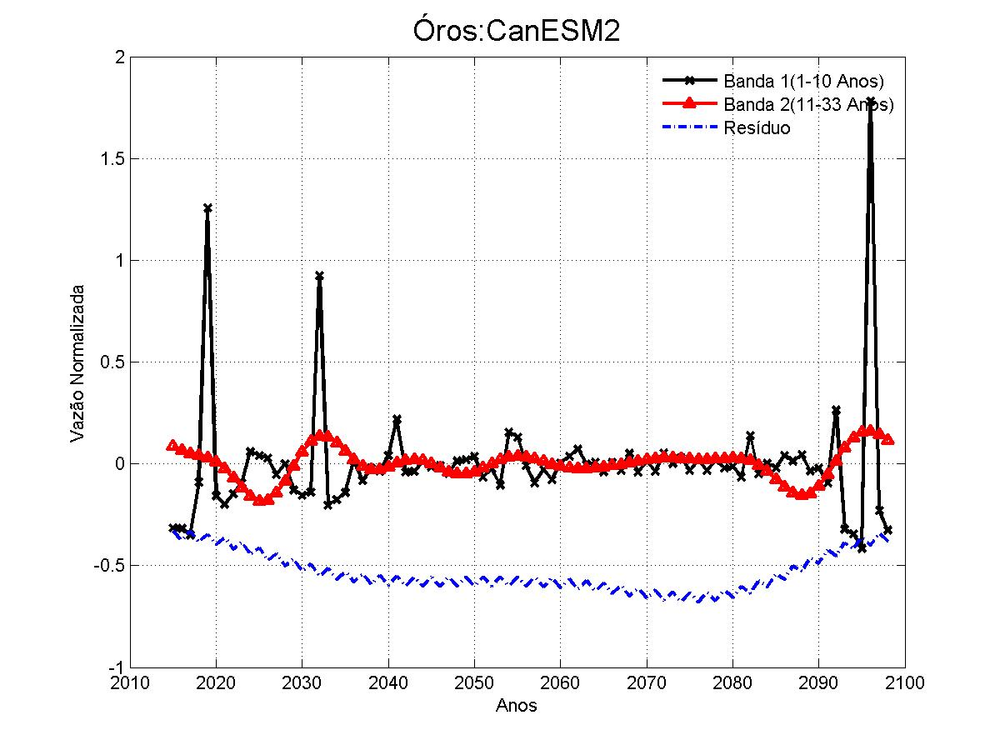 Óros:CanESM2
2
1.5
1
0.5
0
-0.5
-1
Vazão Normalizada
Banda 1(1-10 Anos)
Banda 2(11-33 Anos)
Resíduo
2010 2020 2030 2040 2050 2060 2070 2080 2090 2100
Anos